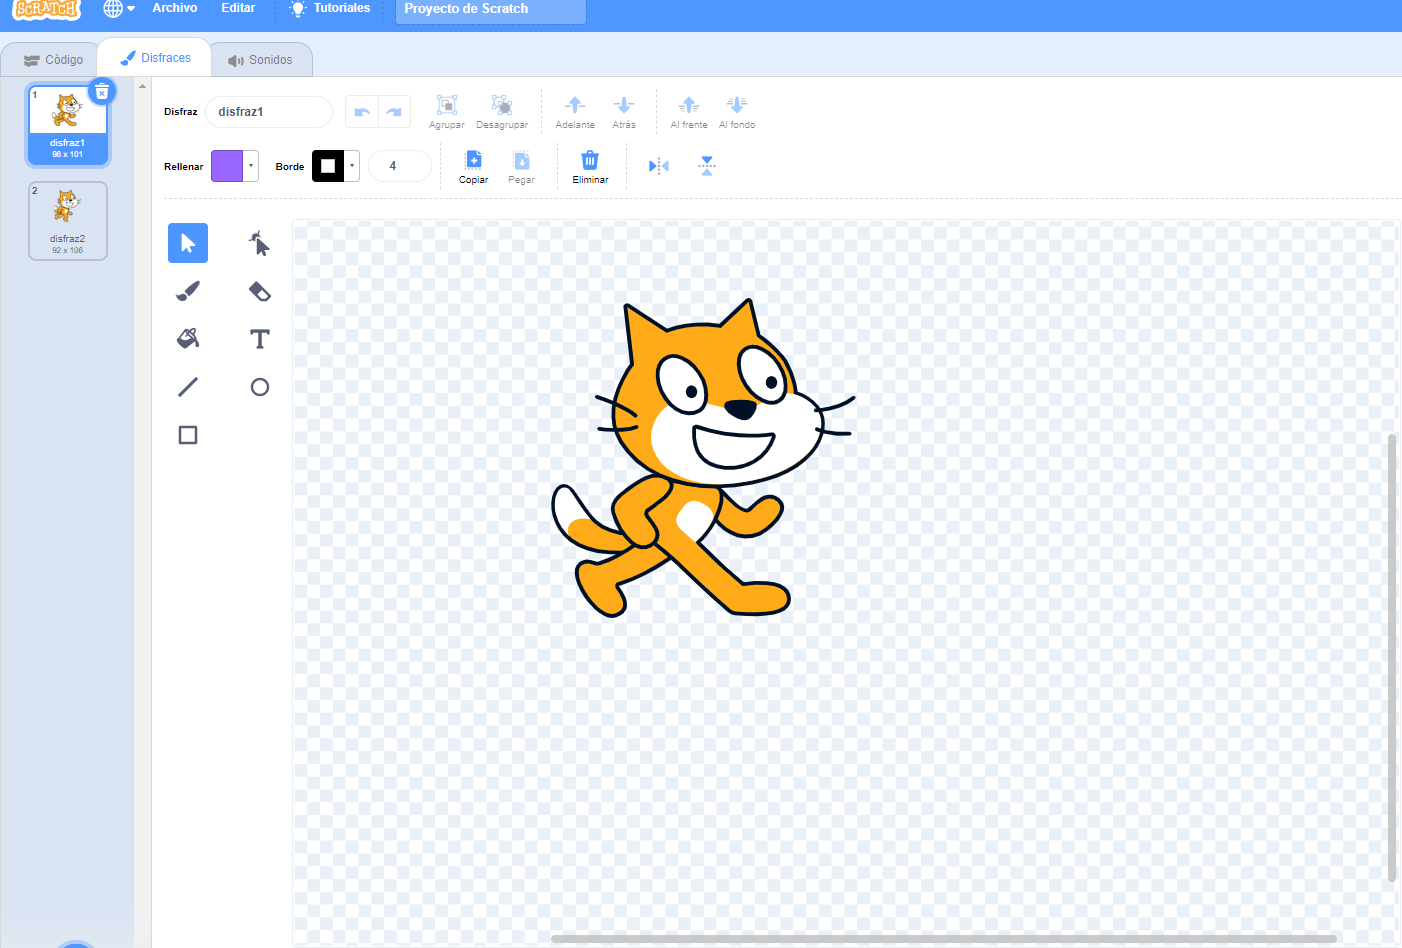 SCRATCH Archivo Editar Tutoriales Proyecto de Scratch
Código Disfraces Sonidos
1
disfraz1
96 x 101
2
disfraz2
92 x 106
Disfraz disfraz1 Agrupar Desagrupar Adelante Atrás Al frente Al fondo
Rellenar Borde 4 Copiar Pegar Eliminar
T